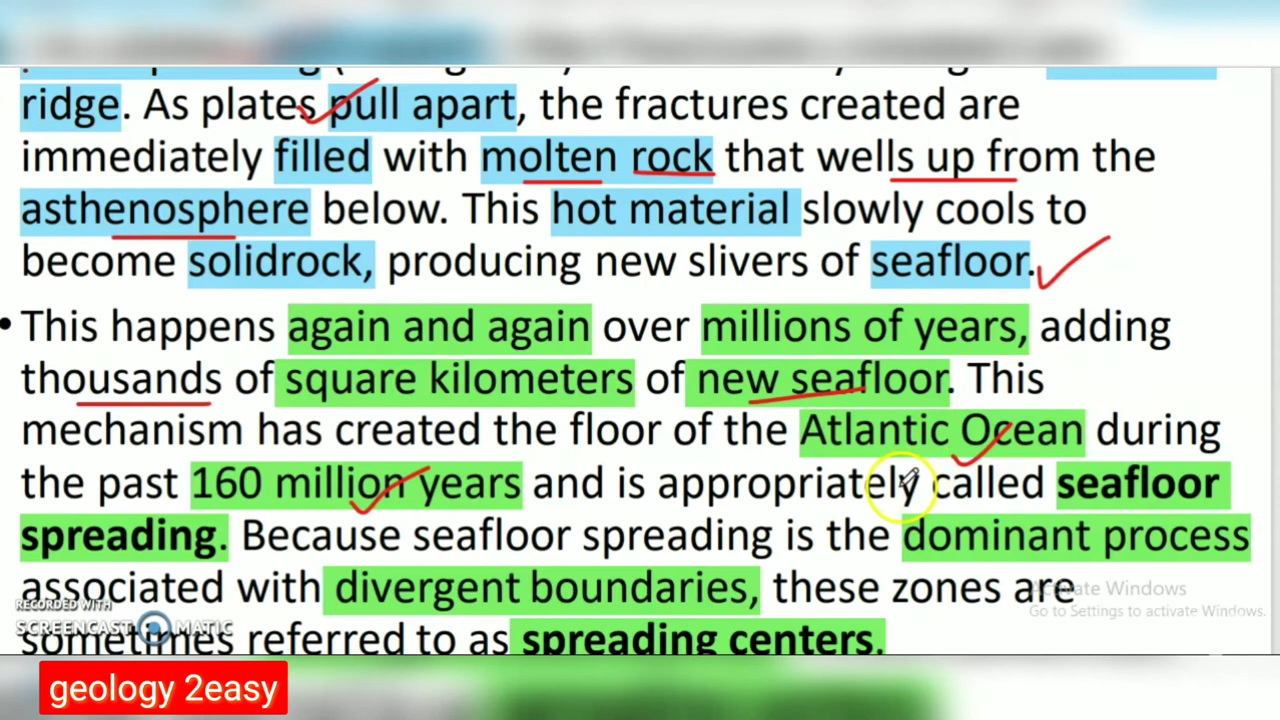 ridge. As plates pull apart, the fractures created are
immediately filled with molten rock that wells up from the
asthenosphere below. This hot material slowly cools to
become solidrock, producing new slivers of seafloor.
• This happens again and again over millions of years, adding
thousands of square kilometers of new seafloor. This
mechanism has created the floor of the Atlantic Ocean during
the past 160 million years and is appropriately called seafloor
spreading. Because seafloor spreading is the dominant process
associated with divergent boundaries, these zones are
sometimes referred to as spreading centers.
Activate Windows
Go to Settings to activate Windows.
RECORDED WITH
SCREENCAST MATIC
geology 2easy